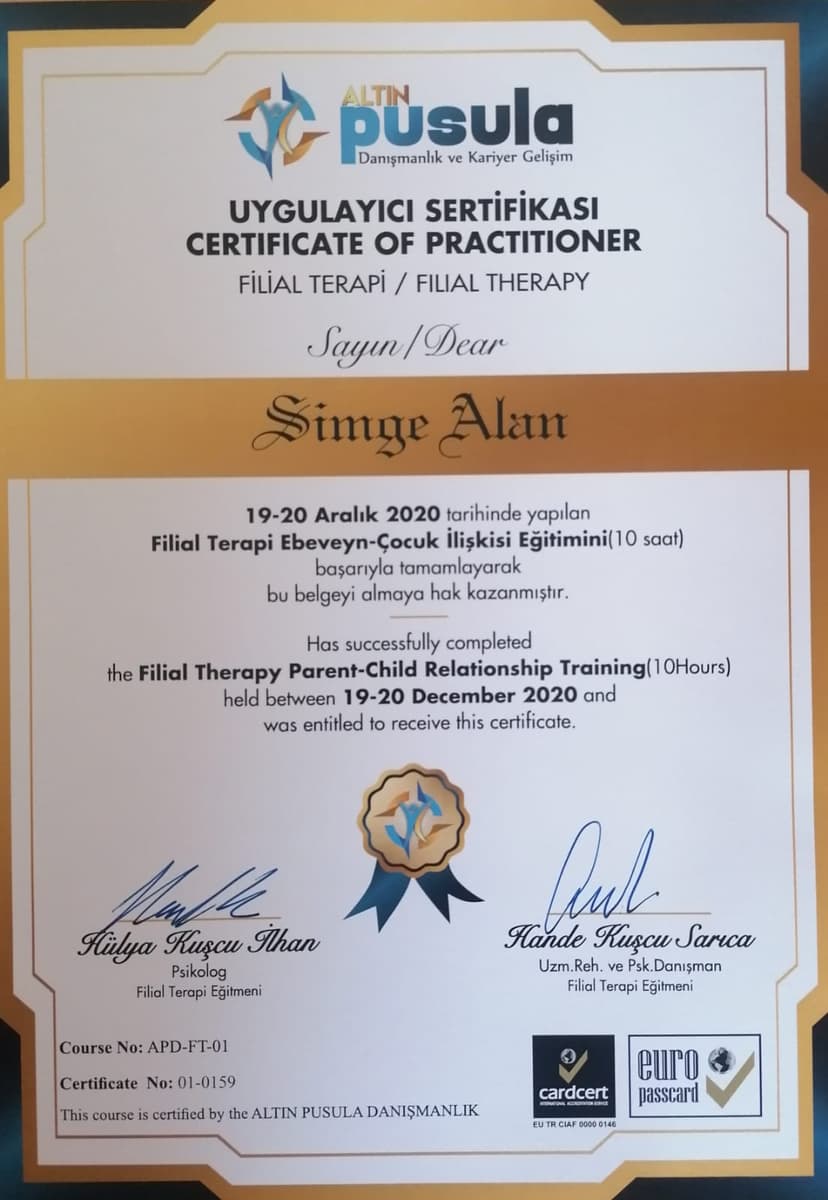 ALTIN
pusula
Danışmanlık ve Kariyer Gelişim
UYGULAYICI SERTİFİKASI
CERTIFICATE OF PRACTITIONER
FİLİAL TERAPİ / FILIAL THERAPY
Sayın/Dear
Simge Alan
19-20 Aralık 2020 tarihinde yapılan
Filial Terapi Ebeveyn-Çocuk İlişkisi Eğitimini(10 saat)
başarıyla tamamlayarak
bu belgeyi almaya hak kazanmıştır.
Has successfully completed
the Filial Therapy Parent-Child Relationship Training(10Hours)
held between 19-20 December 2020 and
was entitled to receive this certificate.
Hülya Kuşcu İlhan
Psikolog
Filial Terapi Eğitmeni
Hande Kuşcu Sarıca
Uzm.Reh. ve Psk.Danışman
Filial Terapi Eğitmeni
Course No: APD-FT-01
Certificate No: 01-0159
This course is certified by the ALTIN PUSULA DANIŞMANLIK
cardcert
INTERNATIONAL ACCREDITATION SERVICE
EU TR CIAF 0000 0146
euro
passcard